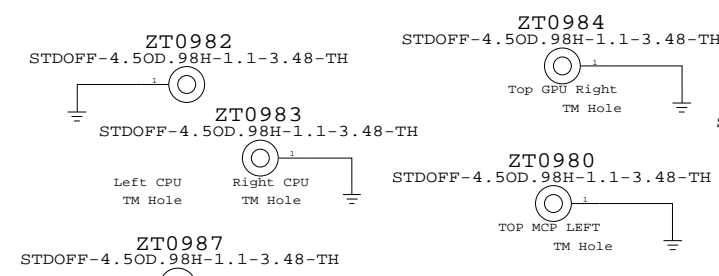 ZT0982
STDOFF-4.5OD.98H-1.1-3.48-TH
1
ZT0984
STDOFF-4.5OD.98H-1.1-3.48-TH
1
Top GPU Right
TM Hole
ZT0983
STDOFF-4.5OD.98H-1.1-3.48-TH
1
Left CPU
TM Hole
Right CPU
TM Hole
ZT0980
STDOFF-4.5OD.98H-1.1-3.48-TH
1
TOP MCP LEFT
TM Hole
ZT0987
STDOFF-4.5OD.98H-1.1-3.48-TH